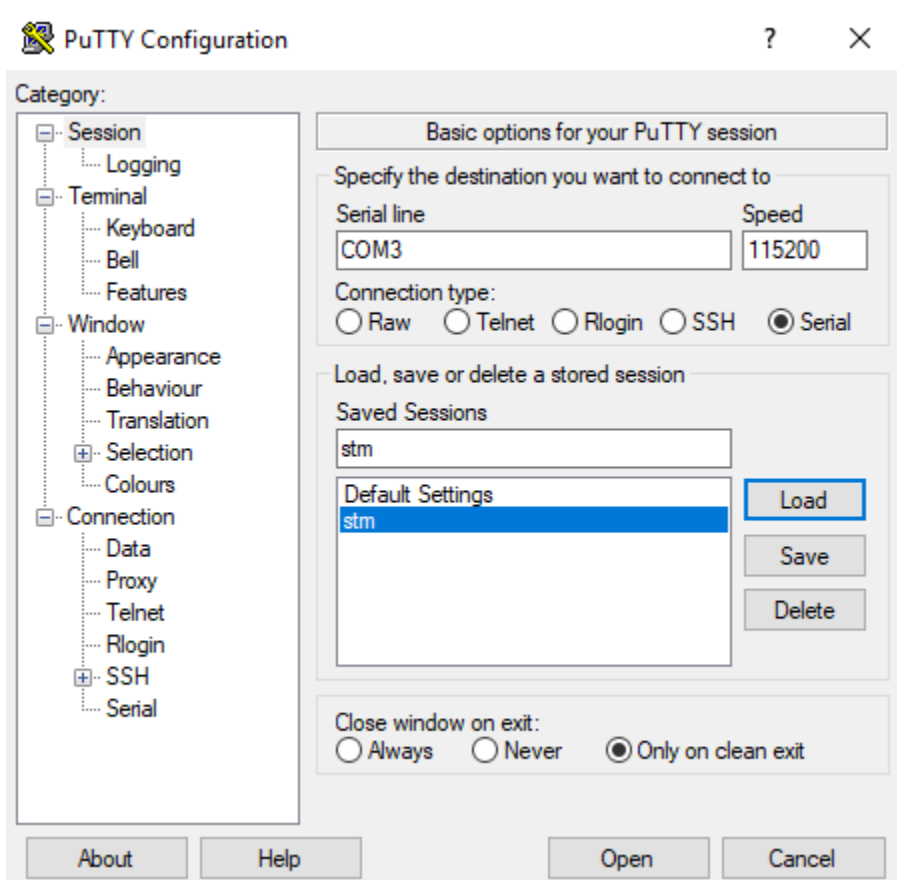 PuTTY Configuration
?
Category:
Session
Logging
Terminal
Keyboard
Bell
Features
Window
Appearance
Behaviour
Translation
Selection
Colours
Connection
Data
Proxy
Telnet
Rlogin
SSH
Serial
Basic options for your PuTTY session
Specify the destination you want to connect to
Serial line Speed
COM3 115200
Connection type:
Raw Telnet Rlogin SSH Serial
Load, save or delete a stored session
Saved Sessions
stm
Default Settings
stm
Load
Save
Delete
Close window on exit:
Always Never Only on clean exit
About Help Open Cancel